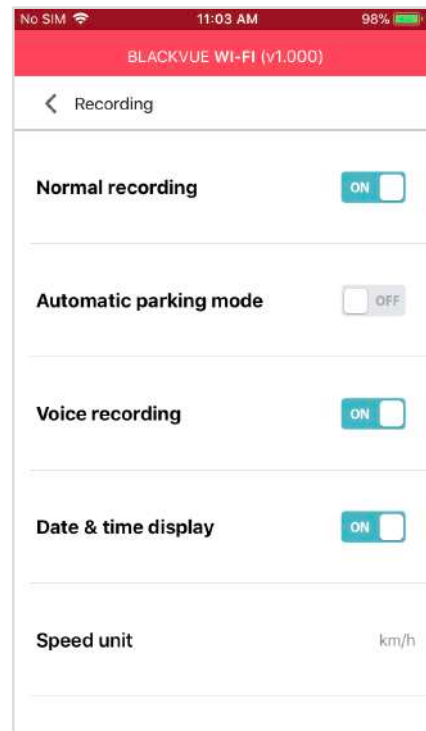 No SIM 11:03 AM 98%
BLACKVUE WI-FI (v1.000)
Recording
Normal recording ON
Automatic parking mode OFF
Voice recording ON
Date & time display ON
Speed unit km/h